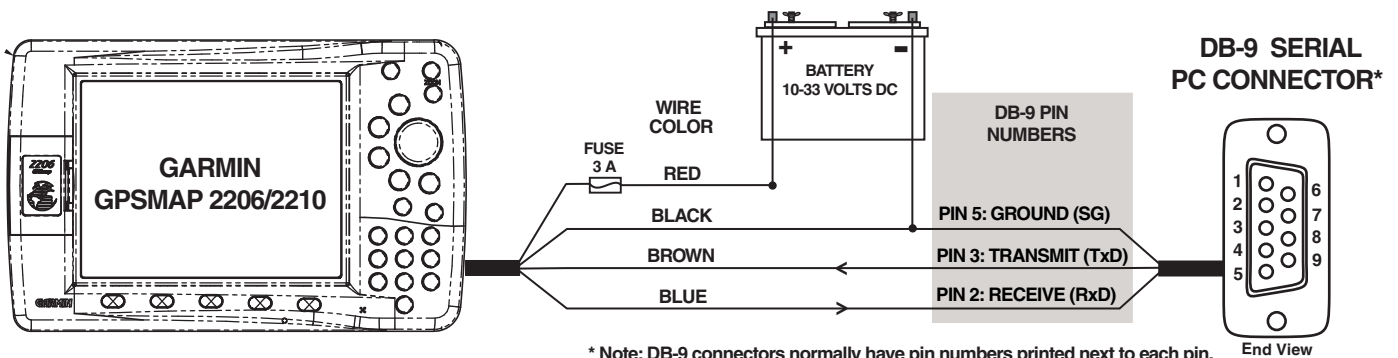 2206
GARMIN
GPSMAP 2206/2210
GARMIN
FUSE
3 A
WIRE
COLOR
RED
BLACK
BROWN
BLUE
+ -
BATTERY
10-33 VOLTS DC
DB-9 PIN
NUMBERS
PIN 5: GROUND (SG)
PIN 3: TRANSMIT (TxD)
PIN 2: RECEIVE (RxD)
DB-9 SERIAL
PC CONNECTOR*
1
2
3
4
5
6
7
8
9
End View
* Note: DB-9 connectors normally have pin numbers printed next to each pin.